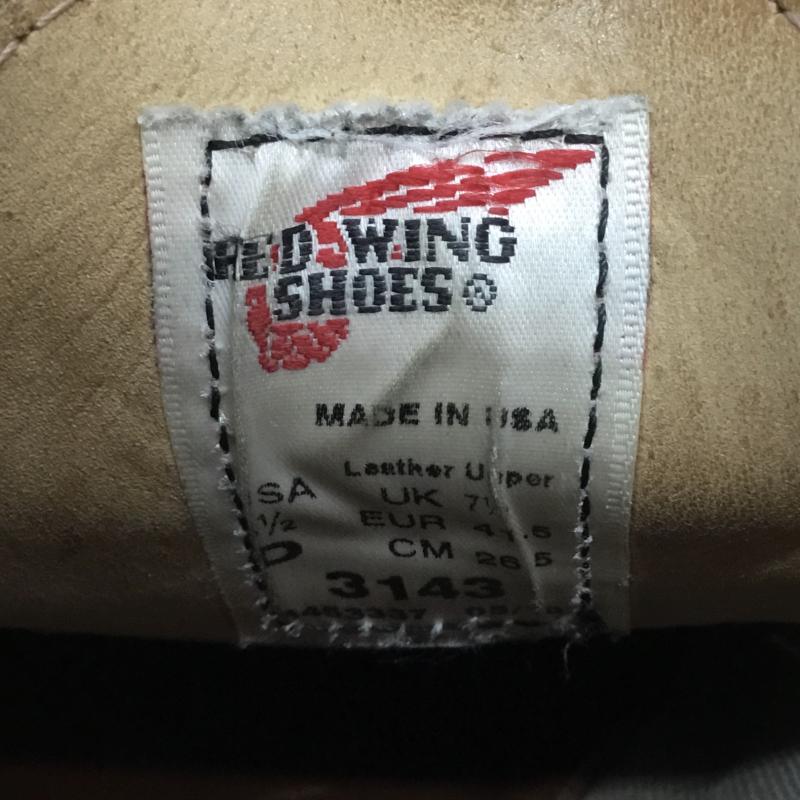 RED WING
SHOES®
MADE IN USA
Leather Upper
SA UK 7½
½ EUR 41.5
D CM 26.5
3143